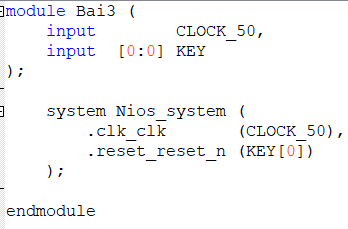 module Bai3 (
    input        CLOCK_50,
    input  [0:0] KEY
);
    system Nios_system (
        .clk_clk       (CLOCK_50),
        .reset_reset_n (KEY[0])
    );
endmodule